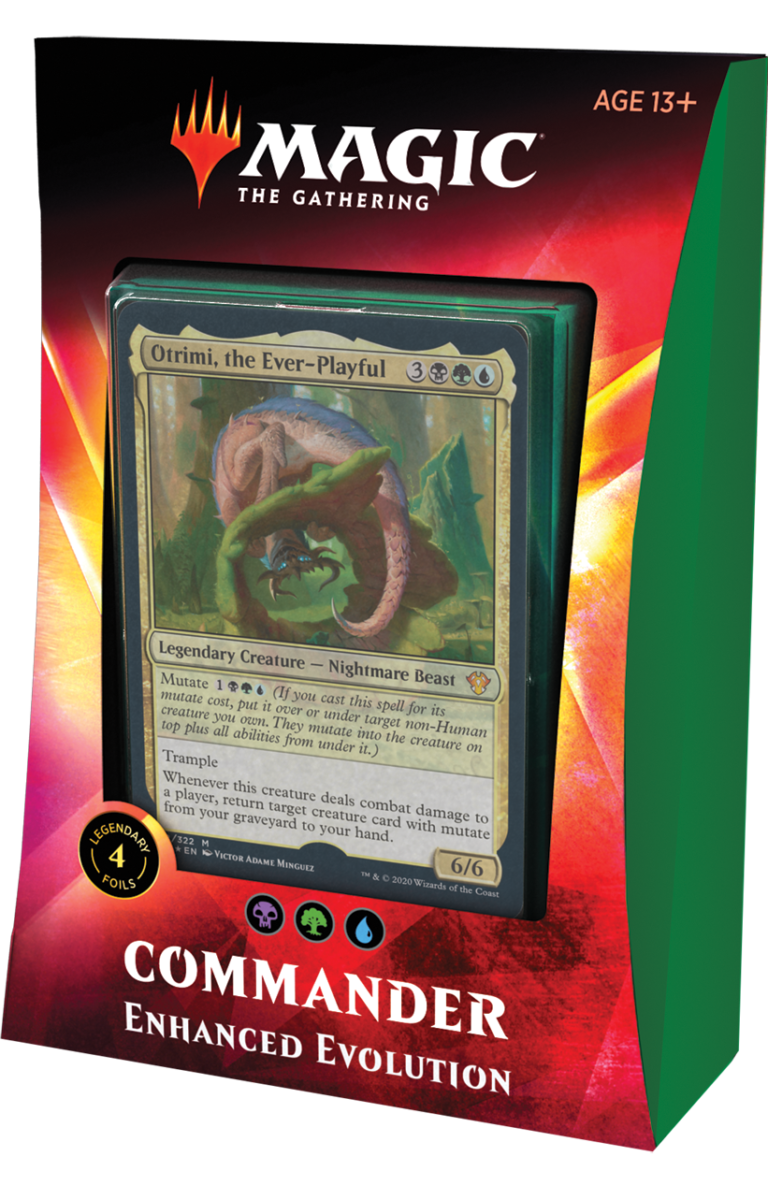 AGE 13+
MAGIC
THE GATHERING
Otrimi, the Ever-Playful 3
Legendary Creature — Nightmare Beast
Mutate 1 (If you cast this spell for its
mutate cost, put it over or under target non-Human
creature you own. They mutate into the creature on
top plus all abilities from under it.)
Trample
Whenever this creature deals combat damage to
a player, return target creature card with mutate
from your graveyard to your hand.
6/6
/322 M
EN VICTOR ADAME MINGUEZ
™ & © 2020 Wizards of the Coast
LEGENDARY
4
FOILS
COMMANDER
ENHANCED EVOLUTION